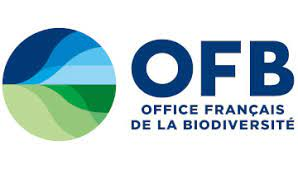 OFB
OFFICE FRANÇAIS
DE LA BIODIVERSITÉ